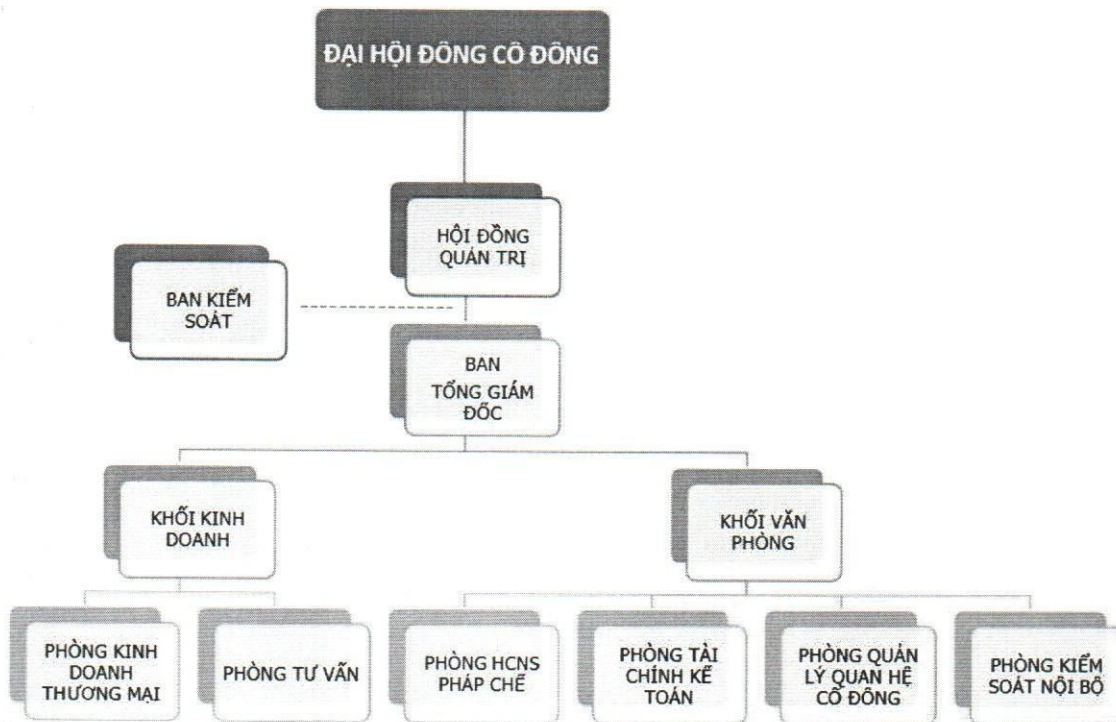 ĐẠI HỘI ĐỒNG CỔ ĐÔNG
HỘI ĐỒNG
QUẢN TRỊ
BAN KIỂM
SOÁT
BAN
TỔNG GIÁM
ĐỐC
KHỐI KINH
DOANH
KHỐI VĂN
PHÒNG
PHÒNG KINH
DOANH
THƯƠNG MẠI
PHÒNG TƯ VẤN
PHÒNG HCNS
PHÁP CHẾ
PHÒNG TÀI
CHÍNH KẾ
TOÁN
PHÒNG QUẢN
LÝ QUAN HỆ
CỔ ĐÔNG
PHÒNG KIỂM
SOÁT NỘI BỘ